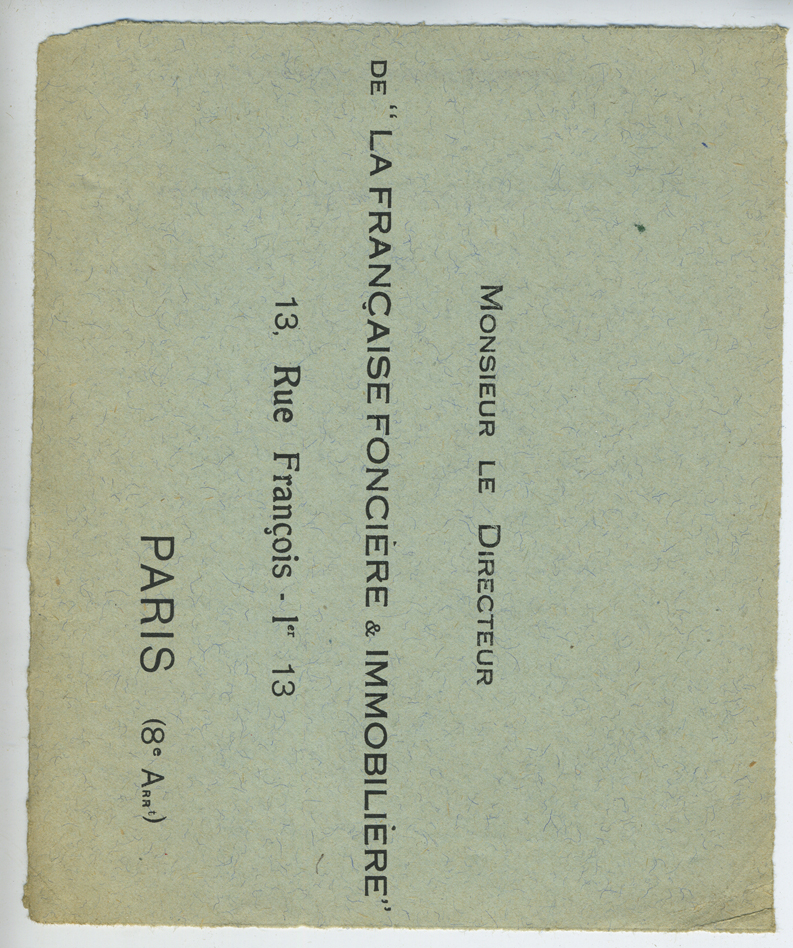 MONSIEUR LE DIRECTEUR
DE "LA FRANÇAISE FONCIÈRE & IMMOBILIÈRE"
13, Rue François - 1er 13
PARIS (8e ARRt)